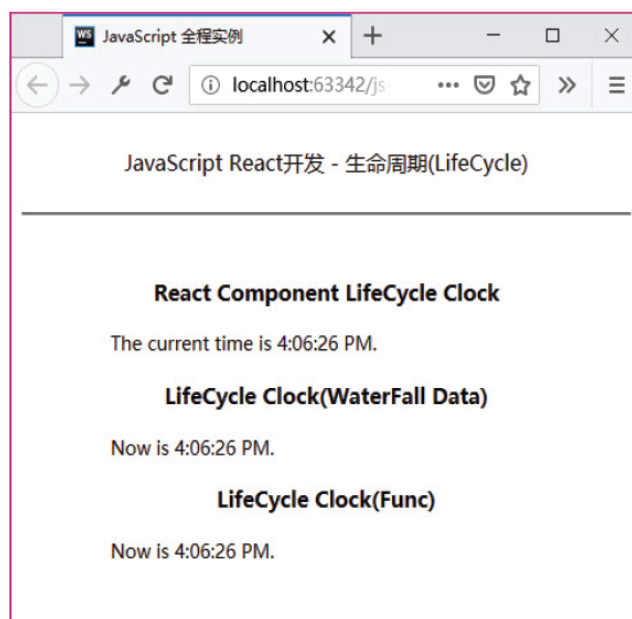 WS JavaScript 全程实例
localhost:63342/js
JavaScript React开发 - 生命周期(LifeCycle)
React Component LifeCycle Clock
The current time is 4:06:26 PM.
LifeCycle Clock(WaterFall Data)
Now is 4:06:26 PM.
LifeCycle Clock(Func)
Now is 4:06:26 PM.